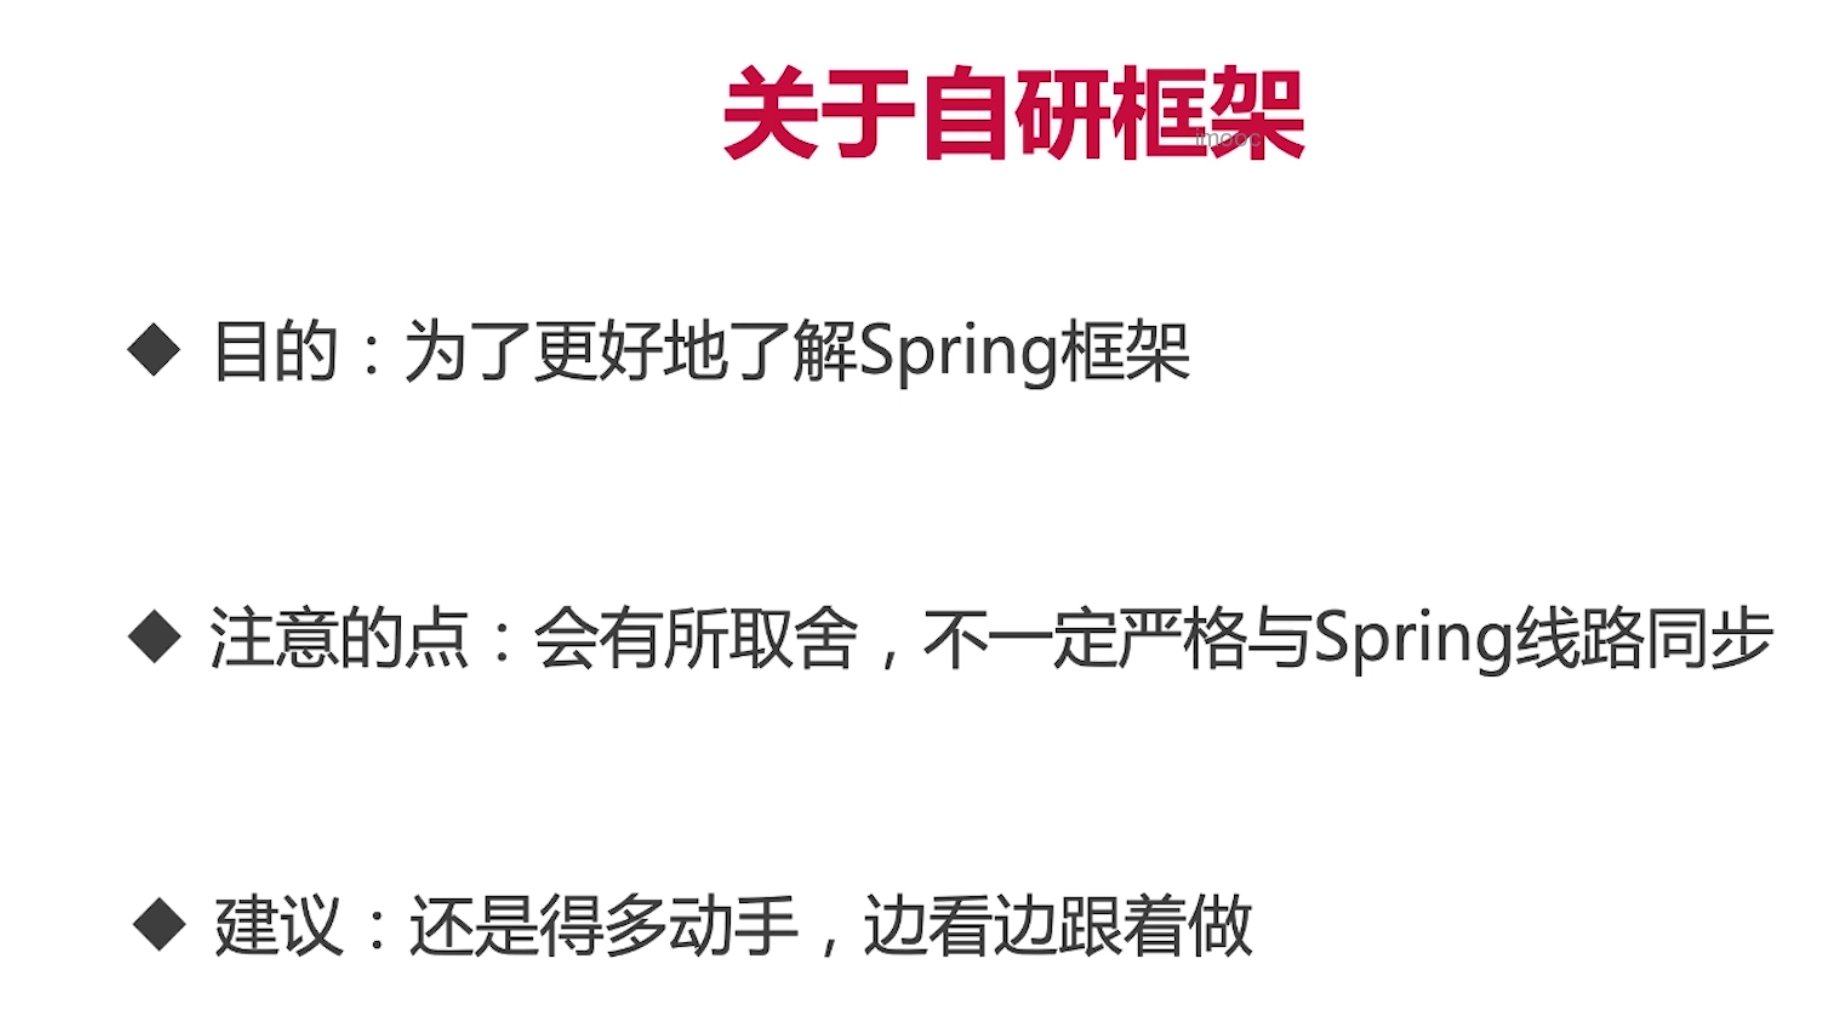 关于自研框架
imooc
◆ 目的：为了更好地了解Spring框架
◆ 注意的点：会有所取舍，不一定严格与Spring线路同步
◆ 建议：还是得多动手，边看边跟着做